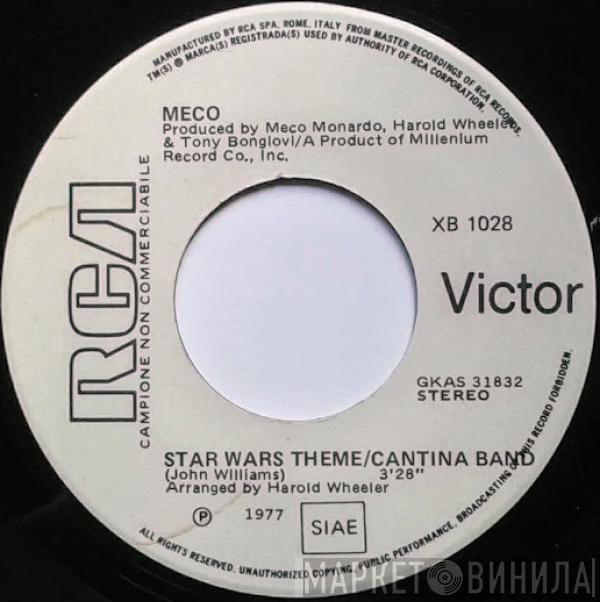 MANUFACTURED BY RCA SPA. ROME, ITALY FROM MASTER RECORDINGS OF RCA RECORDS.
TM(S) ® MARCA(S) REGISTRADA(S) USED BY AUTHORITY OF RCA CORPORATION.
MECO
Produced by Meco Monardo, Harold Wheeler
& Tony Bongiovi/A Product of Millenium
Record Co., Inc.
RCA
CAMPIONE NON COMMERCIABILE
XB 1028
Victor
GKAS 31832
STEREO
STAR WARS THEME/CANTINA BAND
(John Williams) 3'28"
Arranged by Harold Wheeler
℗ 1977 SIAE
ALL RIGHTS RESERVED. UNAUTHORIZED COPYING, PUBLIC PERFORMANCE, BROADCASTING OF THIS RECORD FORBIDDEN.
МАРКЕТ ВИНИЛА